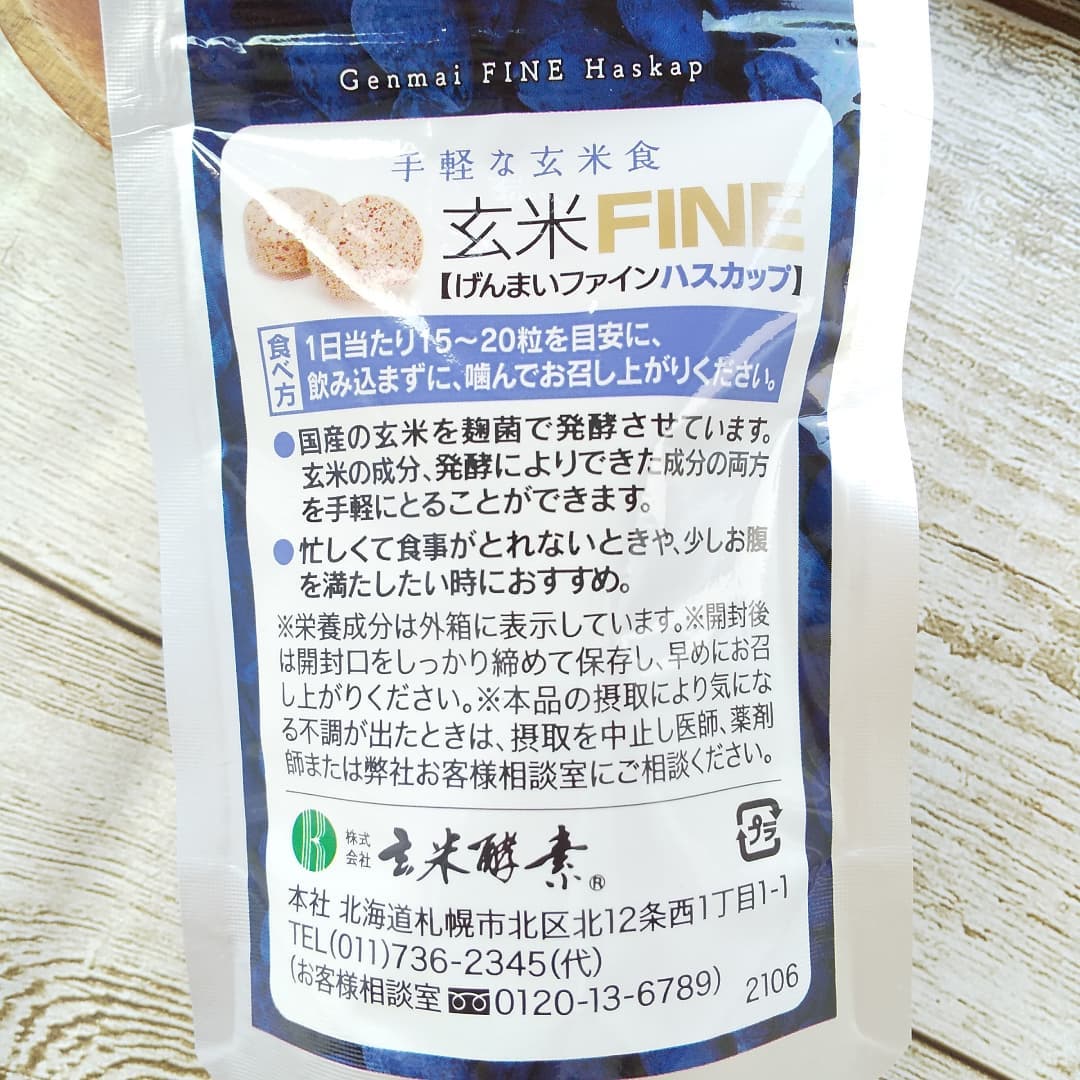 Genmai FINE Haskap
手軽な玄米食
玄米FINE
【げんまいファインハスカップ】
食べ方
1日当たり15～20粒を目安に、
飲み込まずに、噛んでお召し上がりください。
●国産の玄米を麹菌で発酵させています。
玄米の成分、発酵によりできた成分の両方
を手軽にとることができます。
●忙しくて食事がとれないときや、少しお腹
を満たしたい時におすすめ。
※栄養成分は外箱に表示しています。※開封後
は開封口をしっかり締めて保存し、早めにお召
し上がりください。※本品の摂取により気にな
る不調が出たときは、摂取を中止し医師、薬剤
師または弊社お客様相談室にご相談ください。
株式会社 玄米酵素®
プラ
本社 北海道札幌市北区北12条西1丁目1-1
TEL(011)736-2345(代)
(お客様相談室 0120-13-6789)
2106